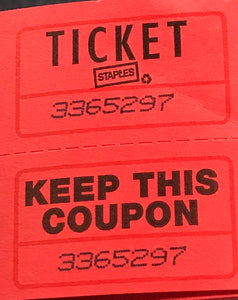 TICKET
STAPLES
3365297
KEEP THIS
COUPON
3365297